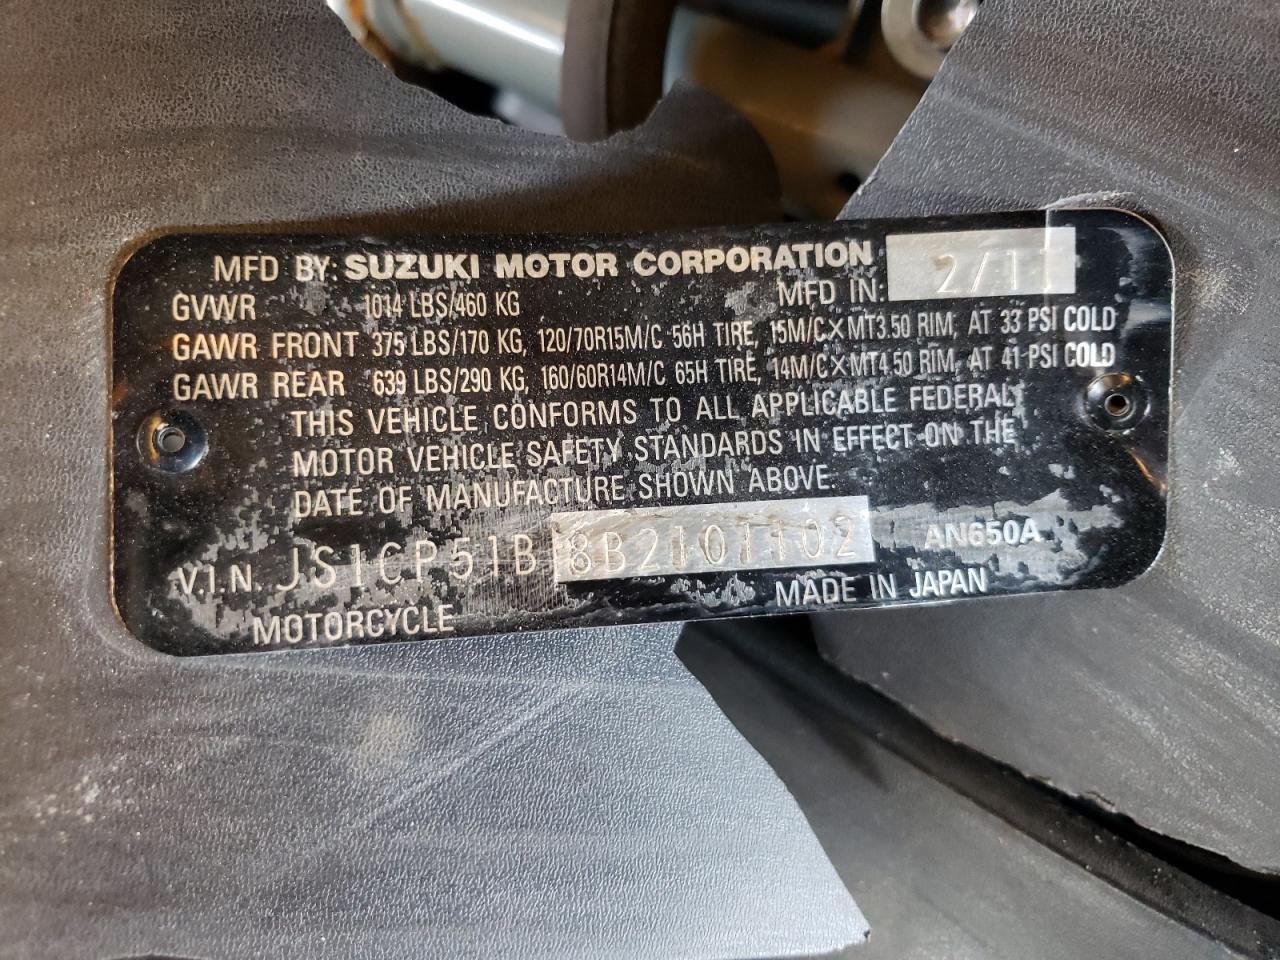 MFD BY: SUZUKI MOTOR CORPORATION
MFD IN: 2/11
GVWR 1014 LBS/460 KG
GAWR FRONT 375 LBS/170 KG, 120/70R15M/C 56H TIRE, 15M/C×MT3.50 RIM, AT 33 PSI COLD
GAWR REAR 639 LBS/290 KG, 160/60R14M/C 65H TIRE, 14M/C×MT4.50 RIM, AT 41 PSI COLD
THIS VEHICLE CONFORMS TO ALL APPLICABLE FEDERAL
MOTOR VEHICLE SAFETY STANDARDS IN EFFECT ON THE
DATE OF MANUFACTURE SHOWN ABOVE.
V.I.N. JS1CP51B8B2101102 AN650A
MOTORCYCLE MADE IN JAPAN